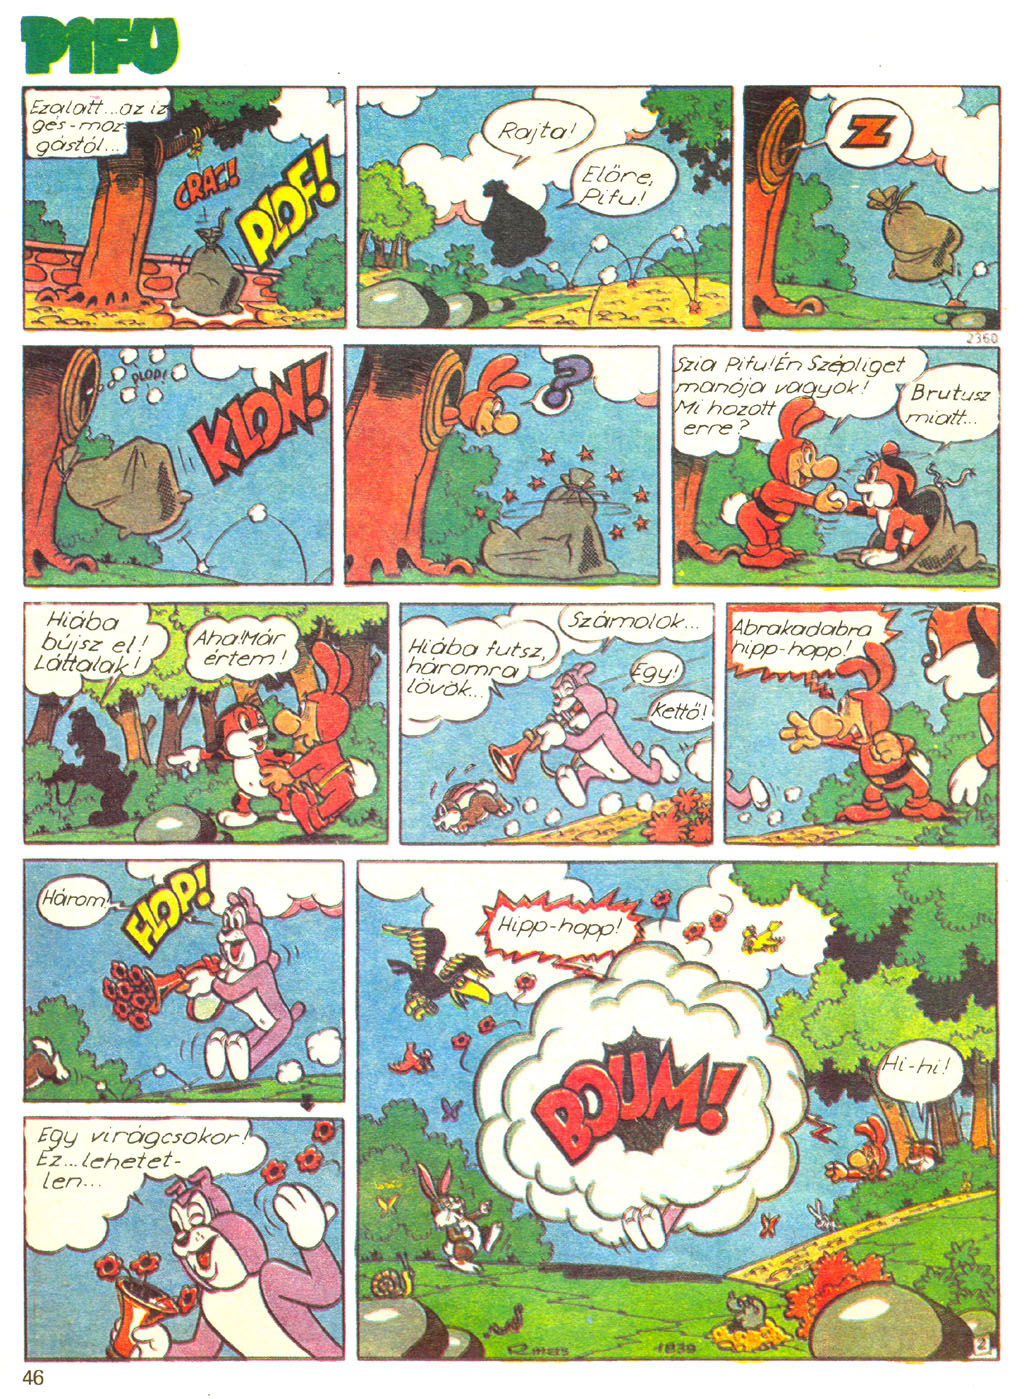 PIFU
Ezalatt...az iz
gés-moz-
gástól...
CRAC!
PLOF!
Rajta!
Előre,
Pifu!
Z
2360
PLOP!
KLON!!
?
Szia Pifu! Én Szépliget
manója vagyok!
Mi hozott
erre?
Brutusz
miatt...
Hiába
bújsz el!
Láttalak!
Aha! Már
értem!
Hiába futsz,
háromra
lövök...
Számolok...
Egy!
Kettő!
Abrakadabra
hipp-hopp!
Három!
FLOP!
Egy virágcsokor!
Ez...lehetet-
len...
Hipp-hopp!
BOUM!
Hi-hi!
1839
2
46